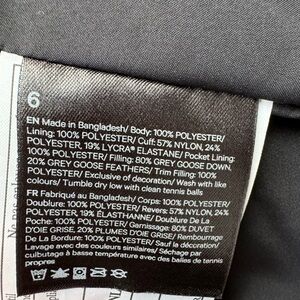 6
EN Made in Bangladesh/ Body: 100% POLYESTER/
Lining: 100% POLYESTER/ Cuff: 57% NYLON, 24%
POLYESTER, 19% LYCRA® ELASTANE/ Pocket Lining:
100% POLYESTER/ Filling: 80% GREY GOOSE DOWN,
20% GREY GOOSE FEATHERS/ Trim Filling: 100%
POLYESTER/ Exclusive of decoration/ Wash with like
colours/ Tumble dry low with clean tennis balls
FR Fabriqué au Bangladesh/ Corps: 100% POLYESTER/
Doublure: 100% POLYESTER/ Revers: 57% NYLON, 24%
POLYESTER, 19% ÉLASTHANNE/ Doublure De La
Poche: 100% POLYESTER/ Garnissage: 80% DUVET
D'OIE GRISE, 20% PLUMES D'OIE GRISE/ Rembourrage
De La Bordure: 100% POLYESTER/ Sauf la décoration/
Lavage avec des couleurs similaires/ Séchage par
culbutage à basse température avec des balles de tennis
propres